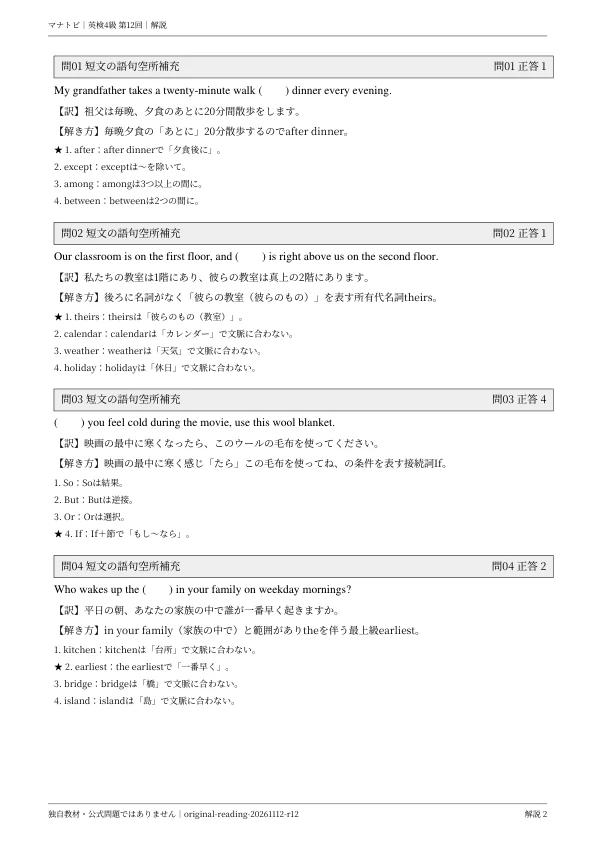 マナトビ｜英検4級 第12回｜解説
問01 短文の語句空所補充 問01 正答 1
My grandfather takes a twenty-minute walk (　　) dinner every evening.
【訳】祖父は毎晩、夕食のあとに20分間散歩をします。
【解き方】毎晩夕食の「あとに」20分散歩するのでafter dinner。
★ 1. after：after dinnerで「夕食後に」。
2. except：exceptは〜を除いて。
3. among：amongは3つ以上の間に。
4. between：betweenは2つの間に。
問02 短文の語句空所補充 問02 正答 1
Our classroom is on the first floor, and (　　) is right above us on the second floor.
【訳】私たちの教室は1階にあり、彼らの教室は真上の2階にあります。
【解き方】後ろに名詞がなく「彼らの教室（彼らのもの）」を表す所有代名詞theirs。
★ 1. theirs：theirsは「彼らのもの（教室）」。
2. calendar：calendarは「カレンダー」で文脈に合わない。
3. weather：weatherは「天気」で文脈に合わない。
4. holiday：holidayは「休日」で文脈に合わない。
問03 短文の語句空所補充 問03 正答 4
(　　) you feel cold during the movie, use this wool blanket.
【訳】映画の最中に寒くなったら、このウールの毛布を使ってください。
【解き方】映画の最中に寒く感じ「たら」この毛布を使ってね、の条件を表す接続詞If。
1. So：Soは結果。
2. But：Butは逆接。
3. Or：Orは選択。
★ 4. If：If＋節で「もし〜なら」。
問04 短文の語句空所補充 問04 正答 2
Who wakes up the (　　) in your family on weekday mornings?
【訳】平日の朝、あなたの家族の中で誰が一番早く起きますか。
【解き方】in your family（家族の中で）と範囲がありtheを伴う最上級earliest。
1. kitchen：kitchenは「台所」で文脈に合わない。
★ 2. earliest：the earliestで「一番早く」。
3. bridge：bridgeは「橋」で文脈に合わない。
4. island：islandは「島」で文脈に合わない。
独自教材・公式問題ではありません｜original-reading-20261112-r12 解説 2